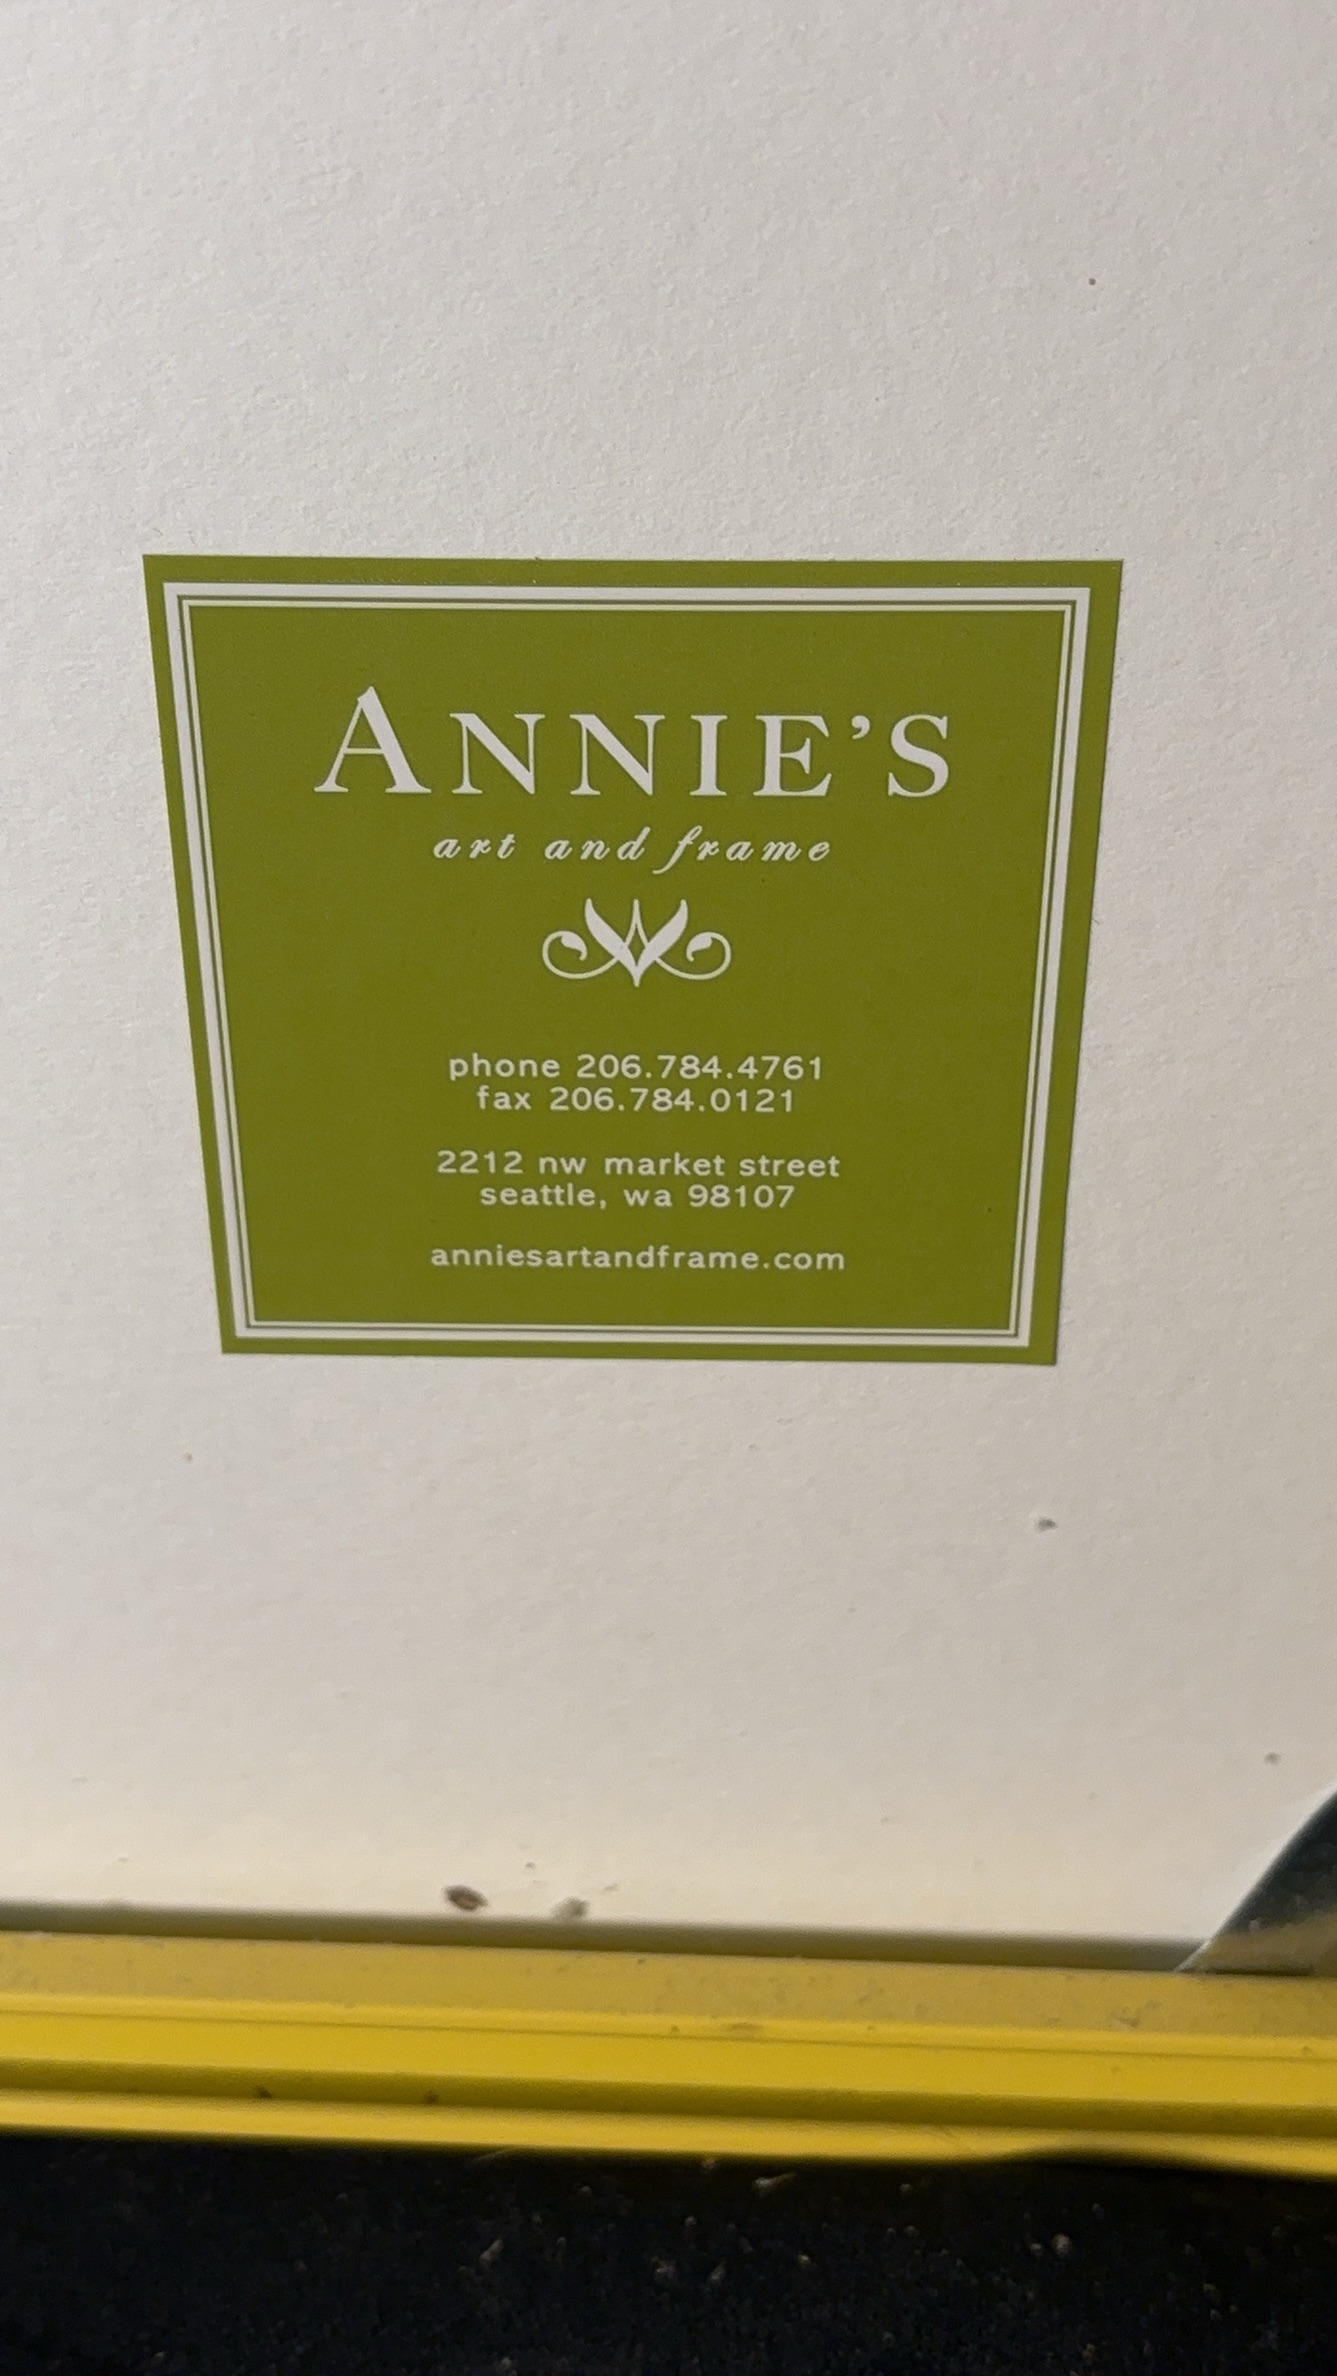 ANNIE'S
art and frame
phone 206.784.4761
fax 206.784.0121
2212 nw market street
seattle, wa 98107
anniesartandframe.com